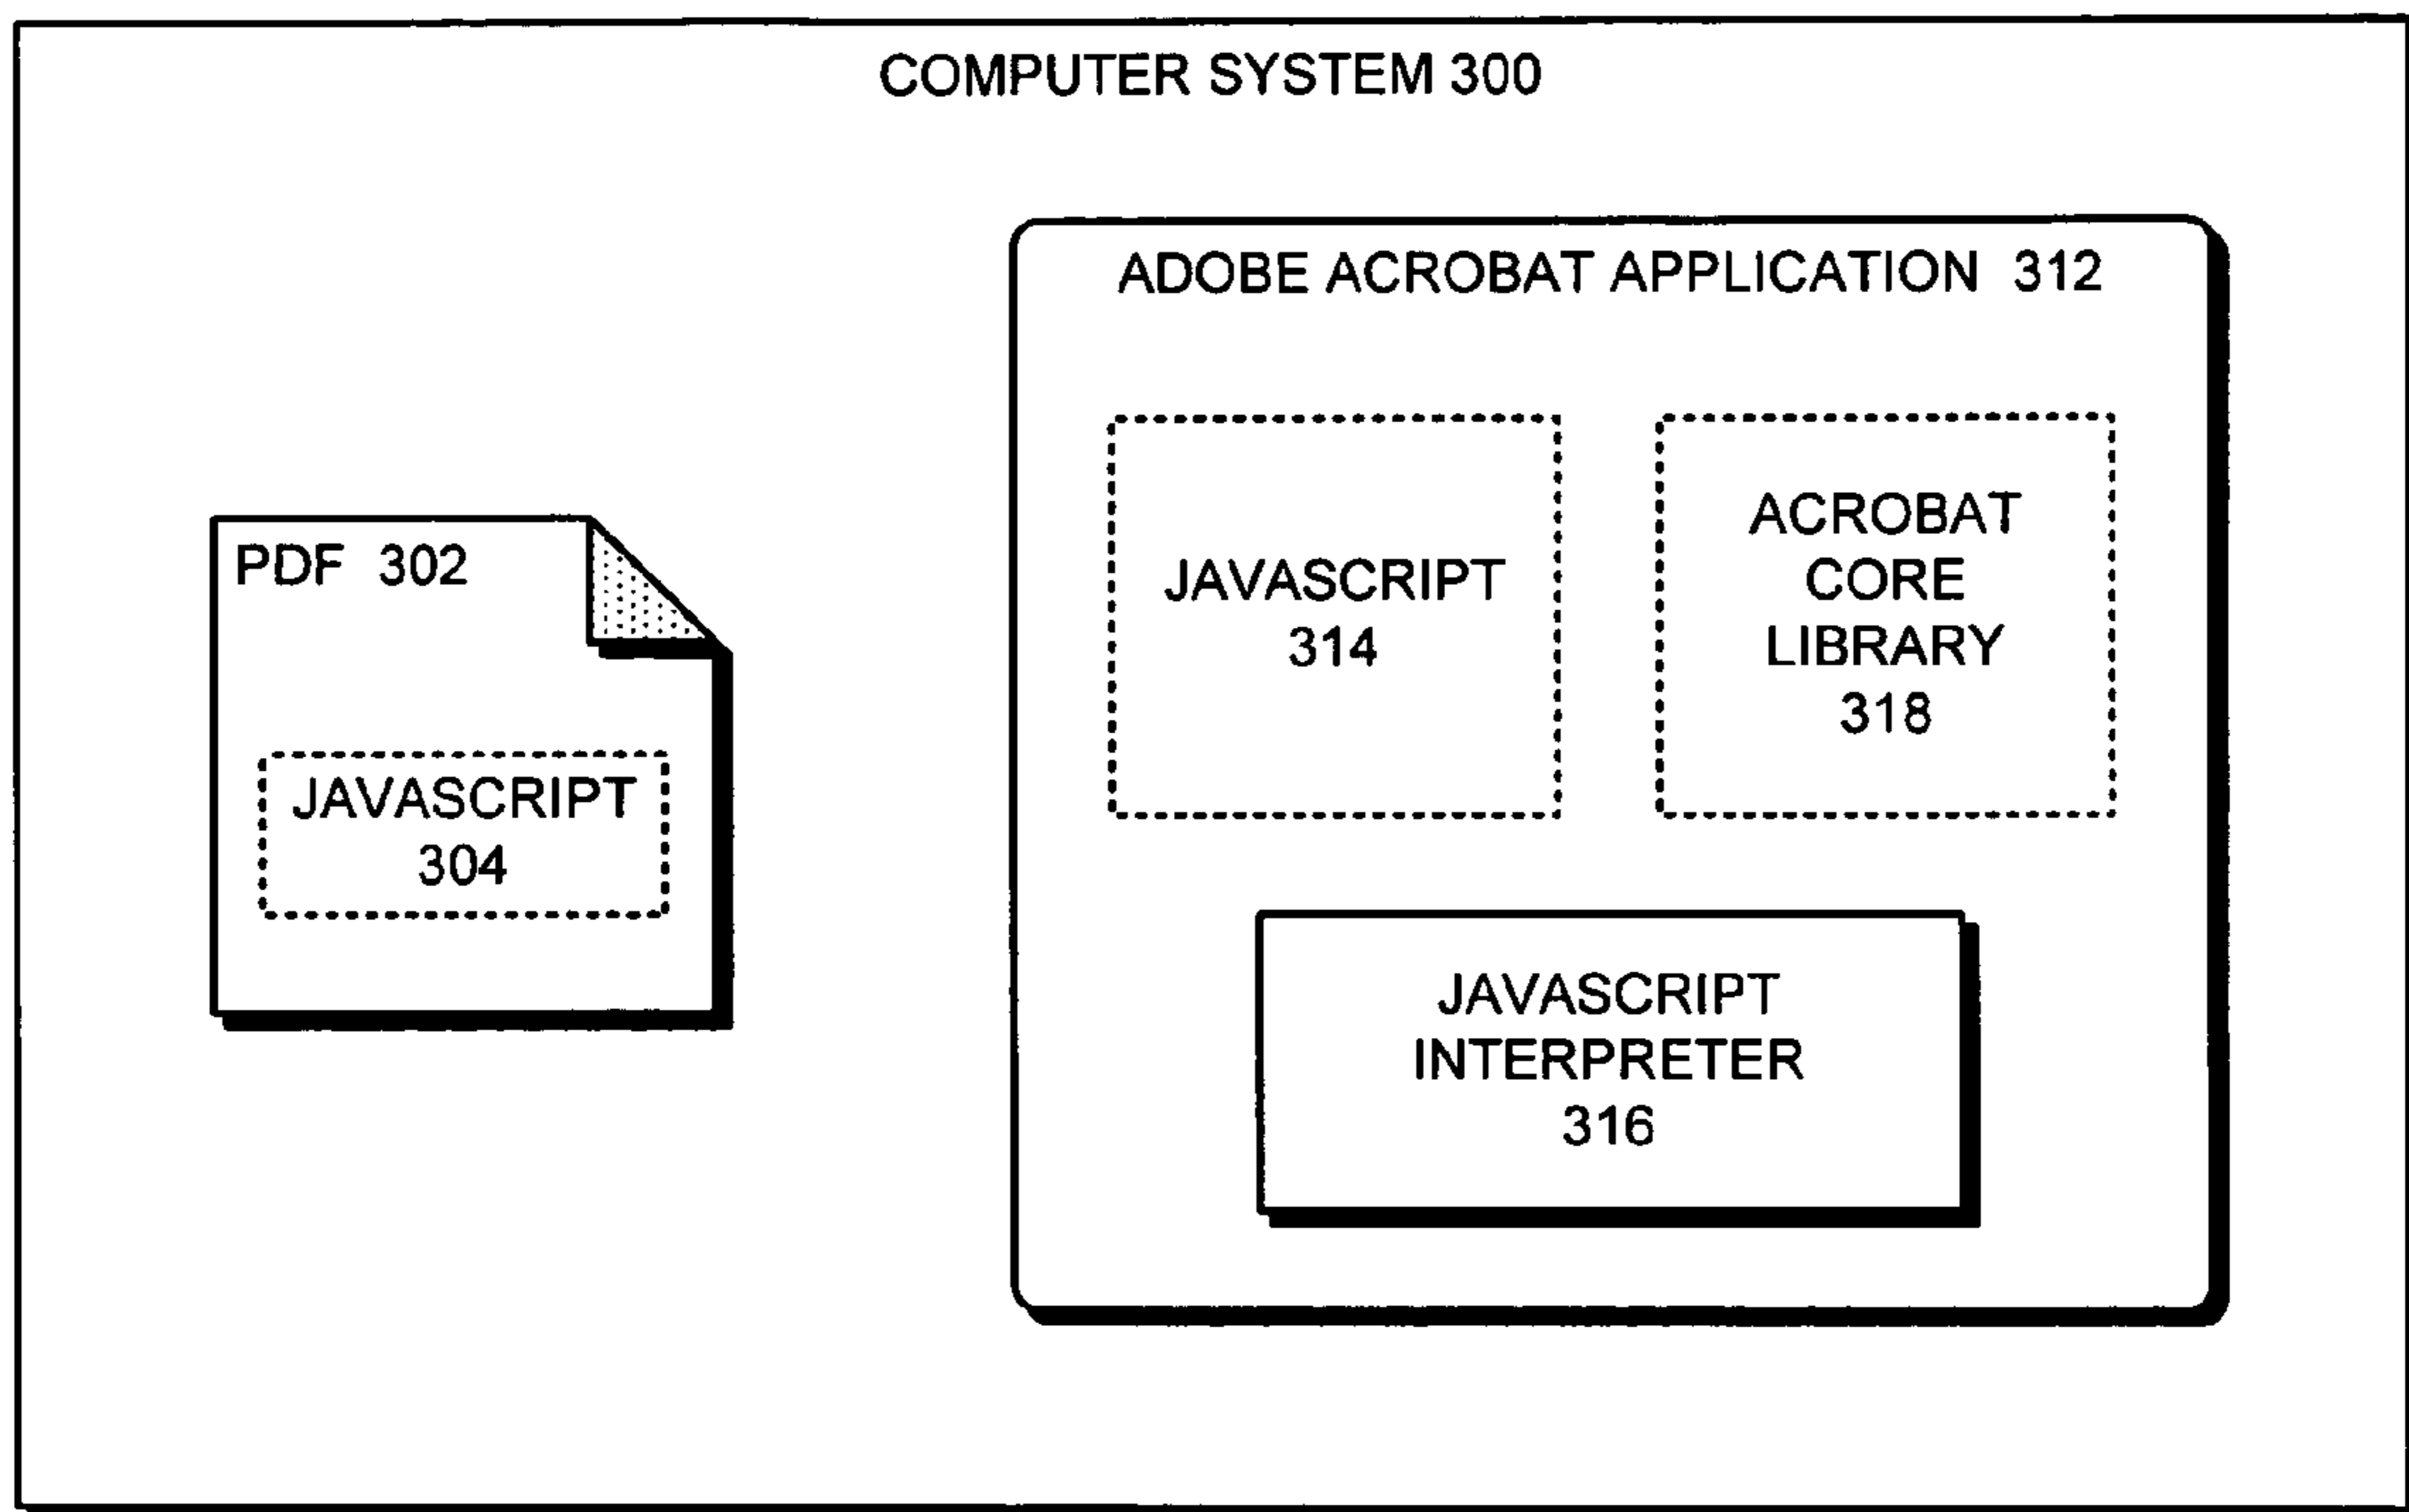 COMPUTER SYSTEM 300
ADOBE ACROBAT APPLICATION 312
PDF 302
JAVASCRIPT
304
JAVASCRIPT
314
ACROBAT
CORE
LIBRARY
318
JAVASCRIPT
INTERPRETER
316